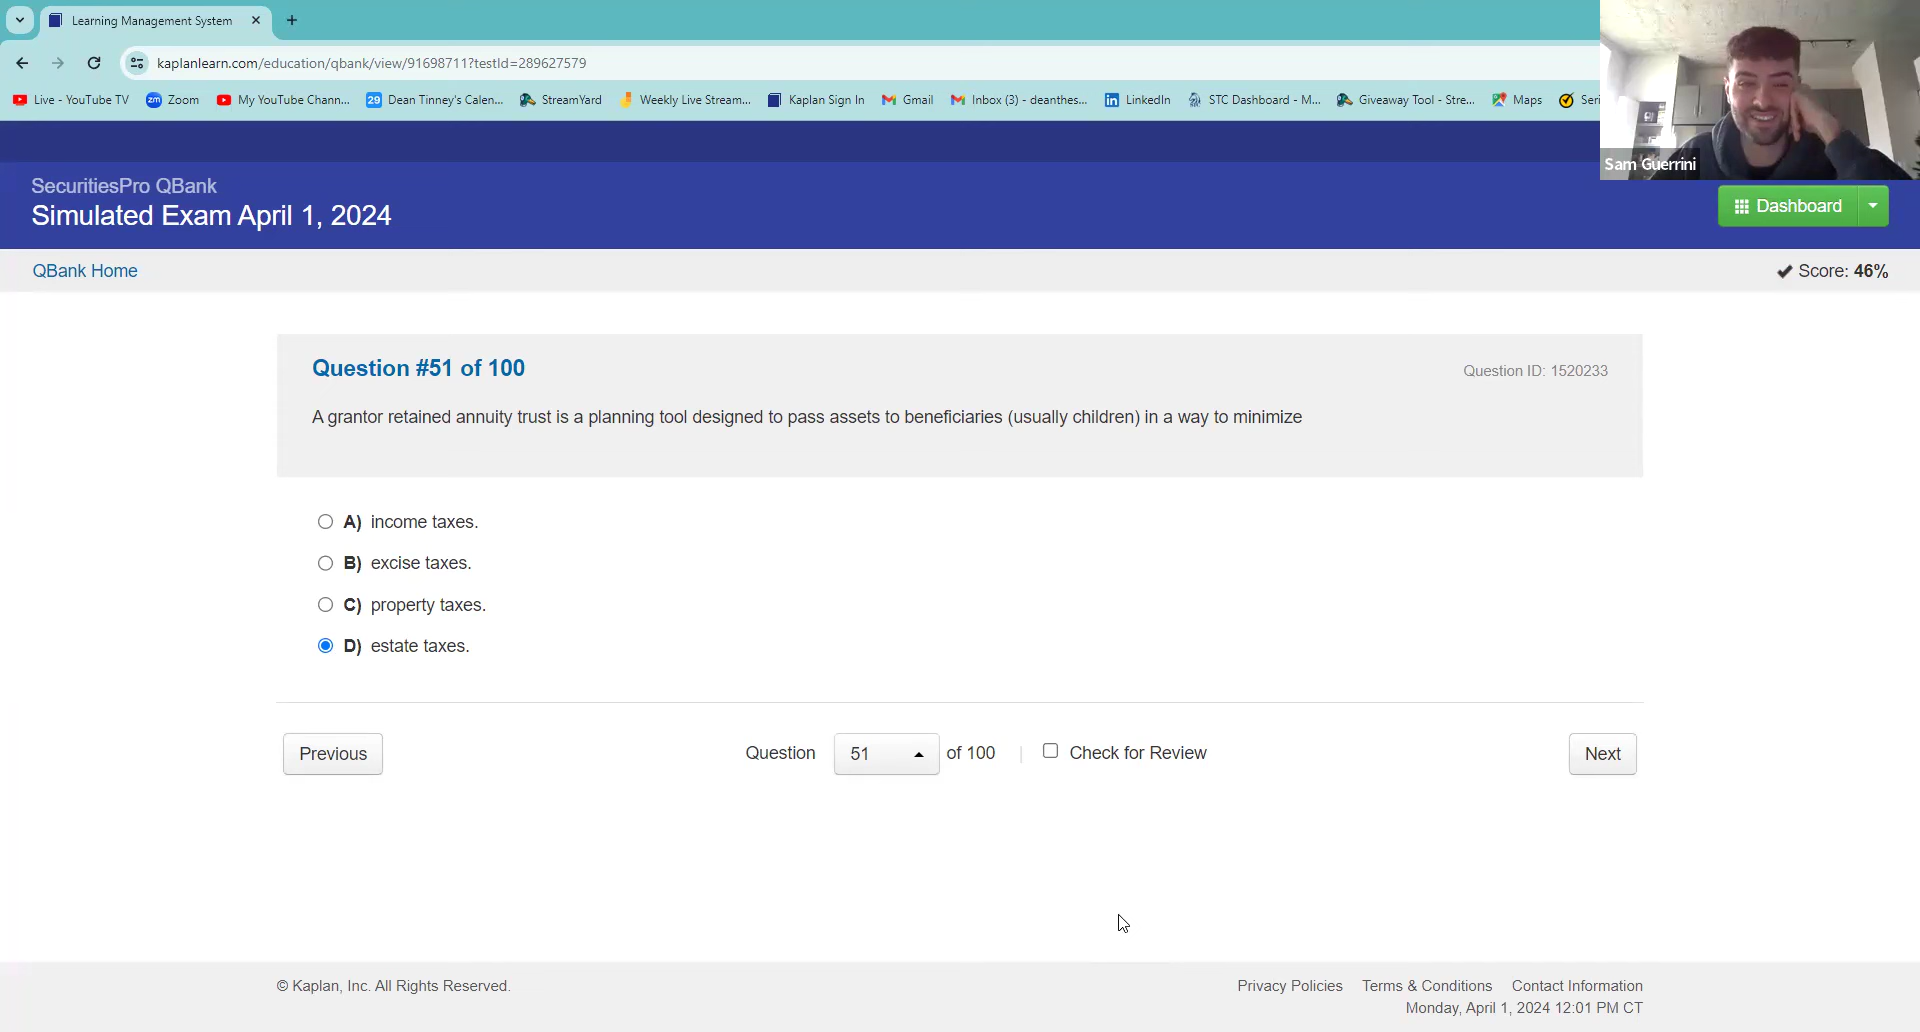 Learning Management System
kaplanlearn.com/education/qbank/view/91698711?testId=289627579
Live - YouTube TV
zm Zoom
My YouTube Chann...
29 Dean Tinney's Calen...
StreamYard
Weekly Live Stream...
Kaplan Sign In
Gmail
Inbox (3) - deanthes...
LinkedIn
STC Dashboard - M...
Giveaway Tool - Stre...
Maps
Seri
Sam Guerrini
SecuritiesPro QBank
Simulated Exam April 1, 2024
Dashboard
QBank Home
Score: 46%
Question #51 of 100
Question ID: 1520233
A grantor retained annuity trust is a planning tool designed to pass assets to beneficiaries (usually children) in a way to minimize
A) income taxes.
B) excise taxes.
C) property taxes.
D) estate taxes.
Previous
Question 51 of 100 | Check for Review
Next
© Kaplan, Inc. All Rights Reserved.
Privacy Policies Terms & Conditions Contact Information
Monday, April 1, 2024 12:01 PM CT